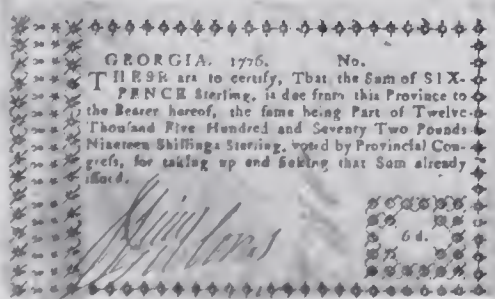 GEORGIA. 1776. No.
THESE are to certify, That the Sum of SIX-
PENCE Sterling, is due from this Province to
the Bearer hereof, the same being Part of Twelve
Thousand Five Hundred and Seventy Two Pounds
Nineteen Shillings Sterling, voted by Provincial Con-
gress, for taking up and sinking that Sum already
issued.
6d.